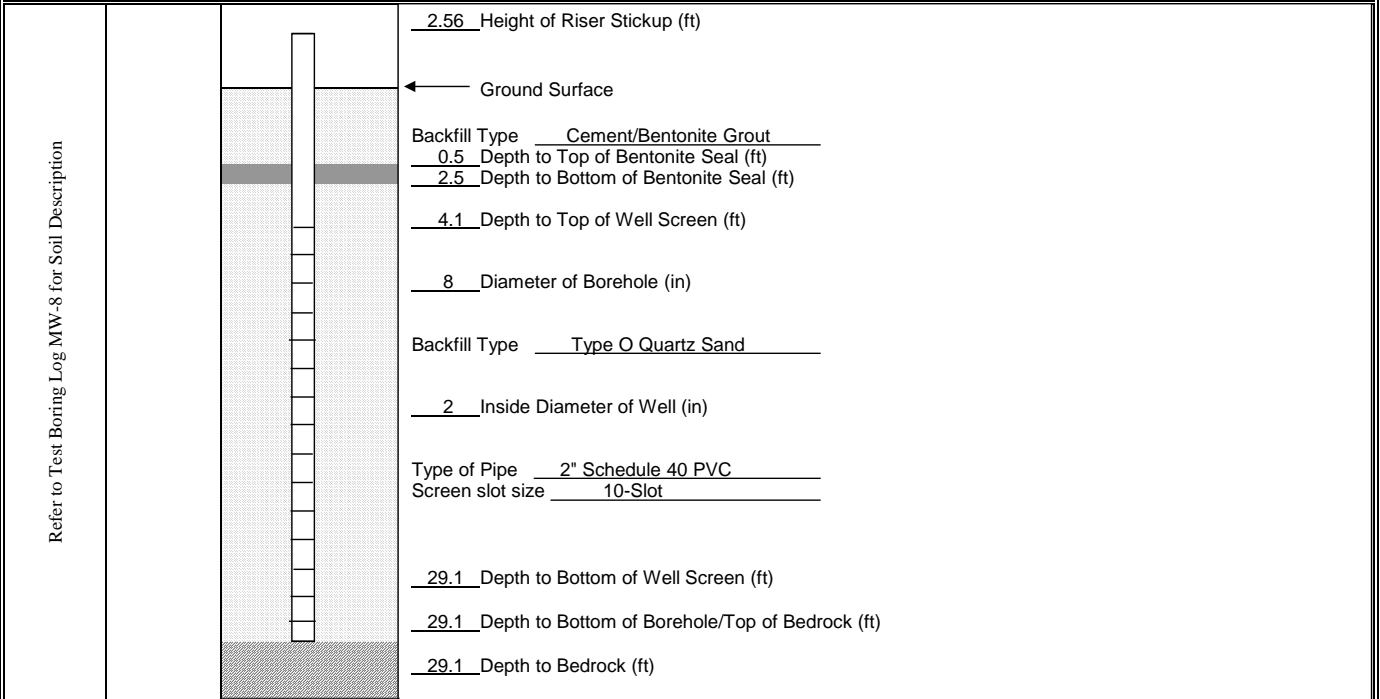 Refer to Test Boring Log MW-8 for Soil Description
2.56 Height of Riser Stickup (ft)
Ground Surface
Backfill Type Cement/Bentonite Grout
0.5 Depth to Top of Bentonite Seal (ft)
2.5 Depth to Bottom of Bentonite Seal (ft)
4.1 Depth to Top of Well Screen (ft)
8 Diameter of Borehole (in)
Backfill Type Type O Quartz Sand
2 Inside Diameter of Well (in)
Type of Pipe 2" Schedule 40 PVC
Screen slot size 10-Slot
29.1 Depth to Bottom of Well Screen (ft)
29.1 Depth to Bottom of Borehole/Top of Bedrock (ft)
29.1 Depth to Bedrock (ft)